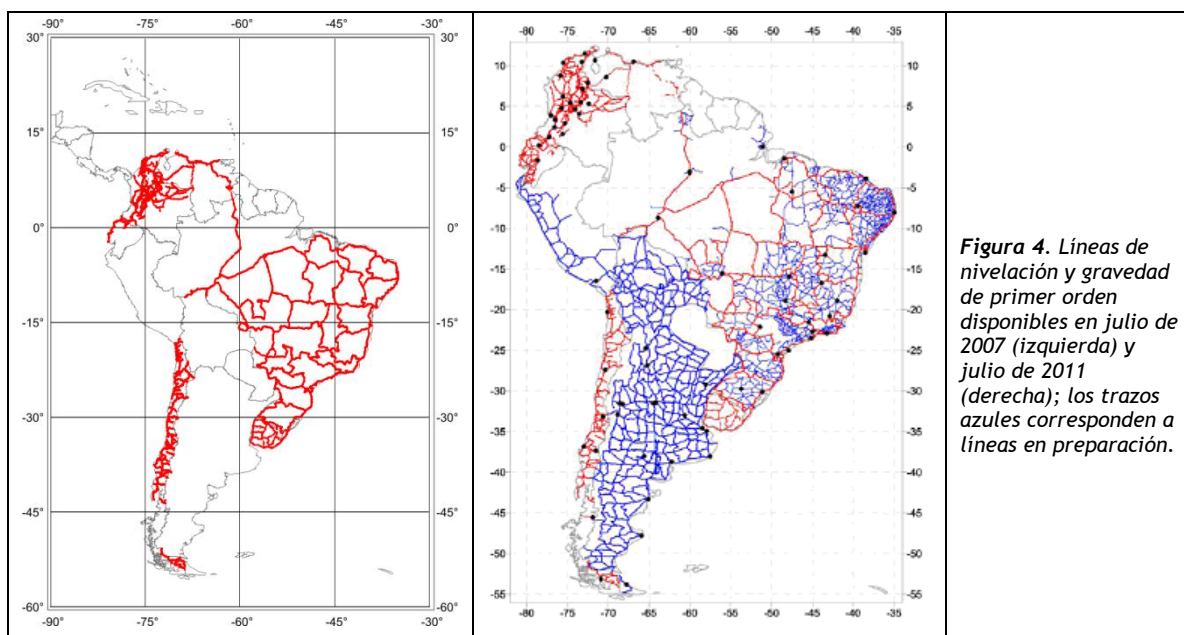 -90° -75° -60° -45° -30°
30° 30°
15° 15°
0° 0°
-15° -15°
-30° -30°
-45° -45°
-60° -60°
-90° -75° -60° -45° -30°
-80 -75 -70 -65 -60 -55 -50 -45 -40 -35
10 10
5 5
0 0
-5 -5
-10 -10
-15 -15
-20 -20
-25 -25
-30 -30
-35 -35
-40 -40
-45 -45
-50 -50
-55 -55
-80 -75 -70 -65 -60 -55 -50 -45 -40 -35
Figura 4. Líneas de
nivelación y gravedad
de primer orden
disponibles en julio de
2007 (izquierda) y
julio de 2011
(derecha); los trazos
azules corresponden a
líneas en preparación.